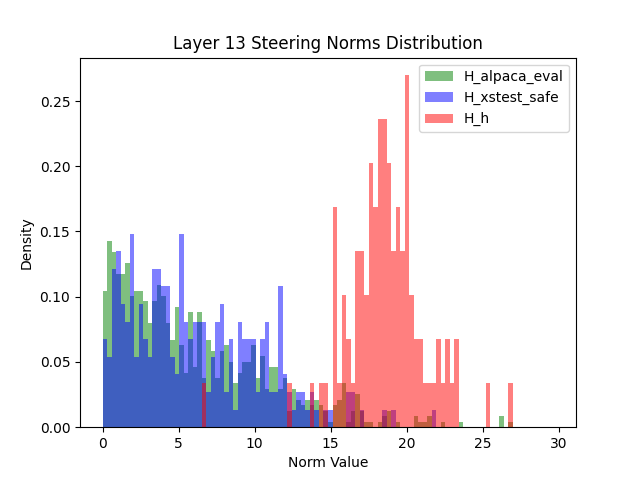 Layer 13 Steering Norms Distribution
H_alpaca_eval
H_xstest_safe
H_h
Density
0.25
0.20
0.15
0.10
0.05
0.00
0 5 10 15 20 25 30
Norm Value